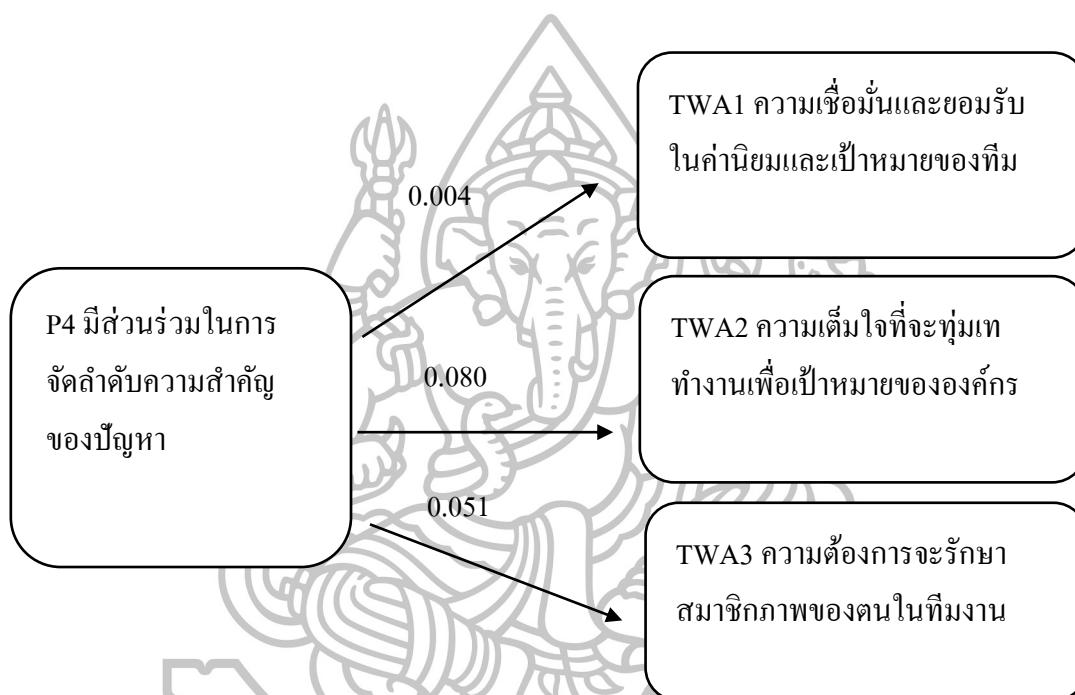 TWA1 ความเชื่อมั่นและยอมรับ
ในค่านิยมและเป้าหมายของทีม
0.004
P4 มีส่วนร่วมในการ
จัดลำดับความสำคัญ
ของปัญหา
TWA2 ความเต็มใจที่จะทุ่มเท
ทำงานเพื่อเป้าหมายขององค์กร
0.080
0.051
TWA3 ความต้องการจะรักษา
สมาชิกภาพของตนในทีมงาน